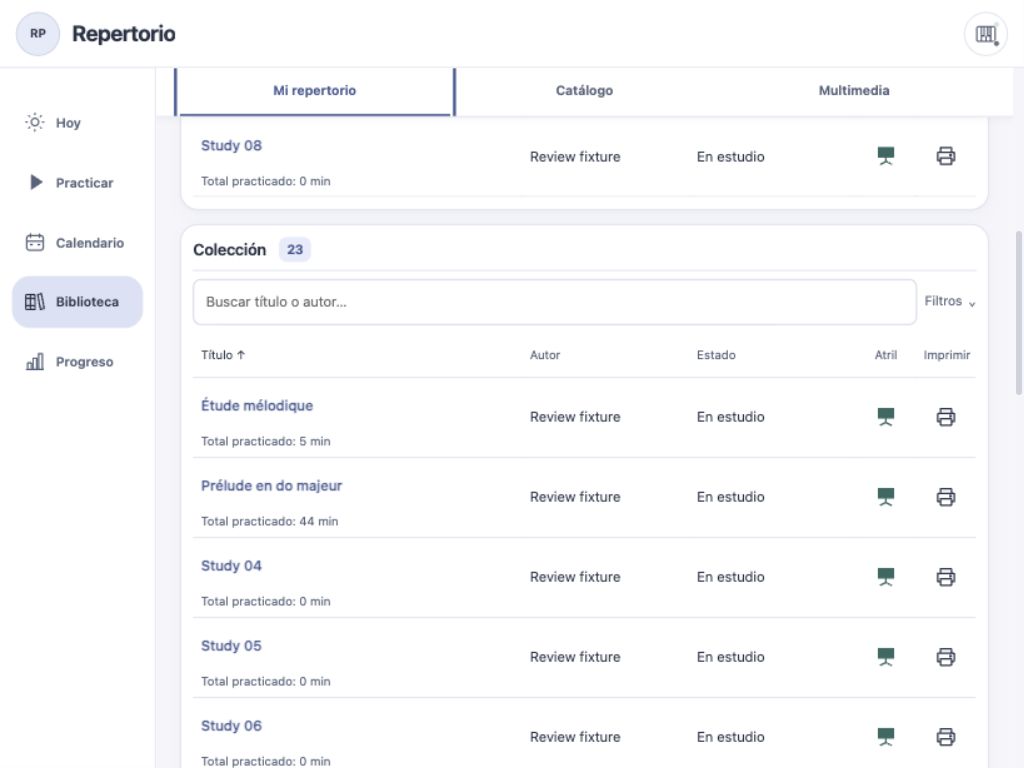 RP Repertorio
Hoy
Practicar
Calendario
Biblioteca
Progreso
Mi repertorio Catálogo Multimedia
Study 08
Review fixture En estudio
Total practicado: 0 min
Colección 23
Buscar título o autor...
Filtros
Título ↑ Autor Estado Atril Imprimir
Étude mélodique
Review fixture En estudio
Total practicado: 5 min
Prélude en do majeur
Review fixture En estudio
Total practicado: 44 min
Study 04
Review fixture En estudio
Total practicado: 0 min
Study 05
Review fixture En estudio
Total practicado: 0 min
Study 06
Review fixture En estudio
Total practicado: 0 min